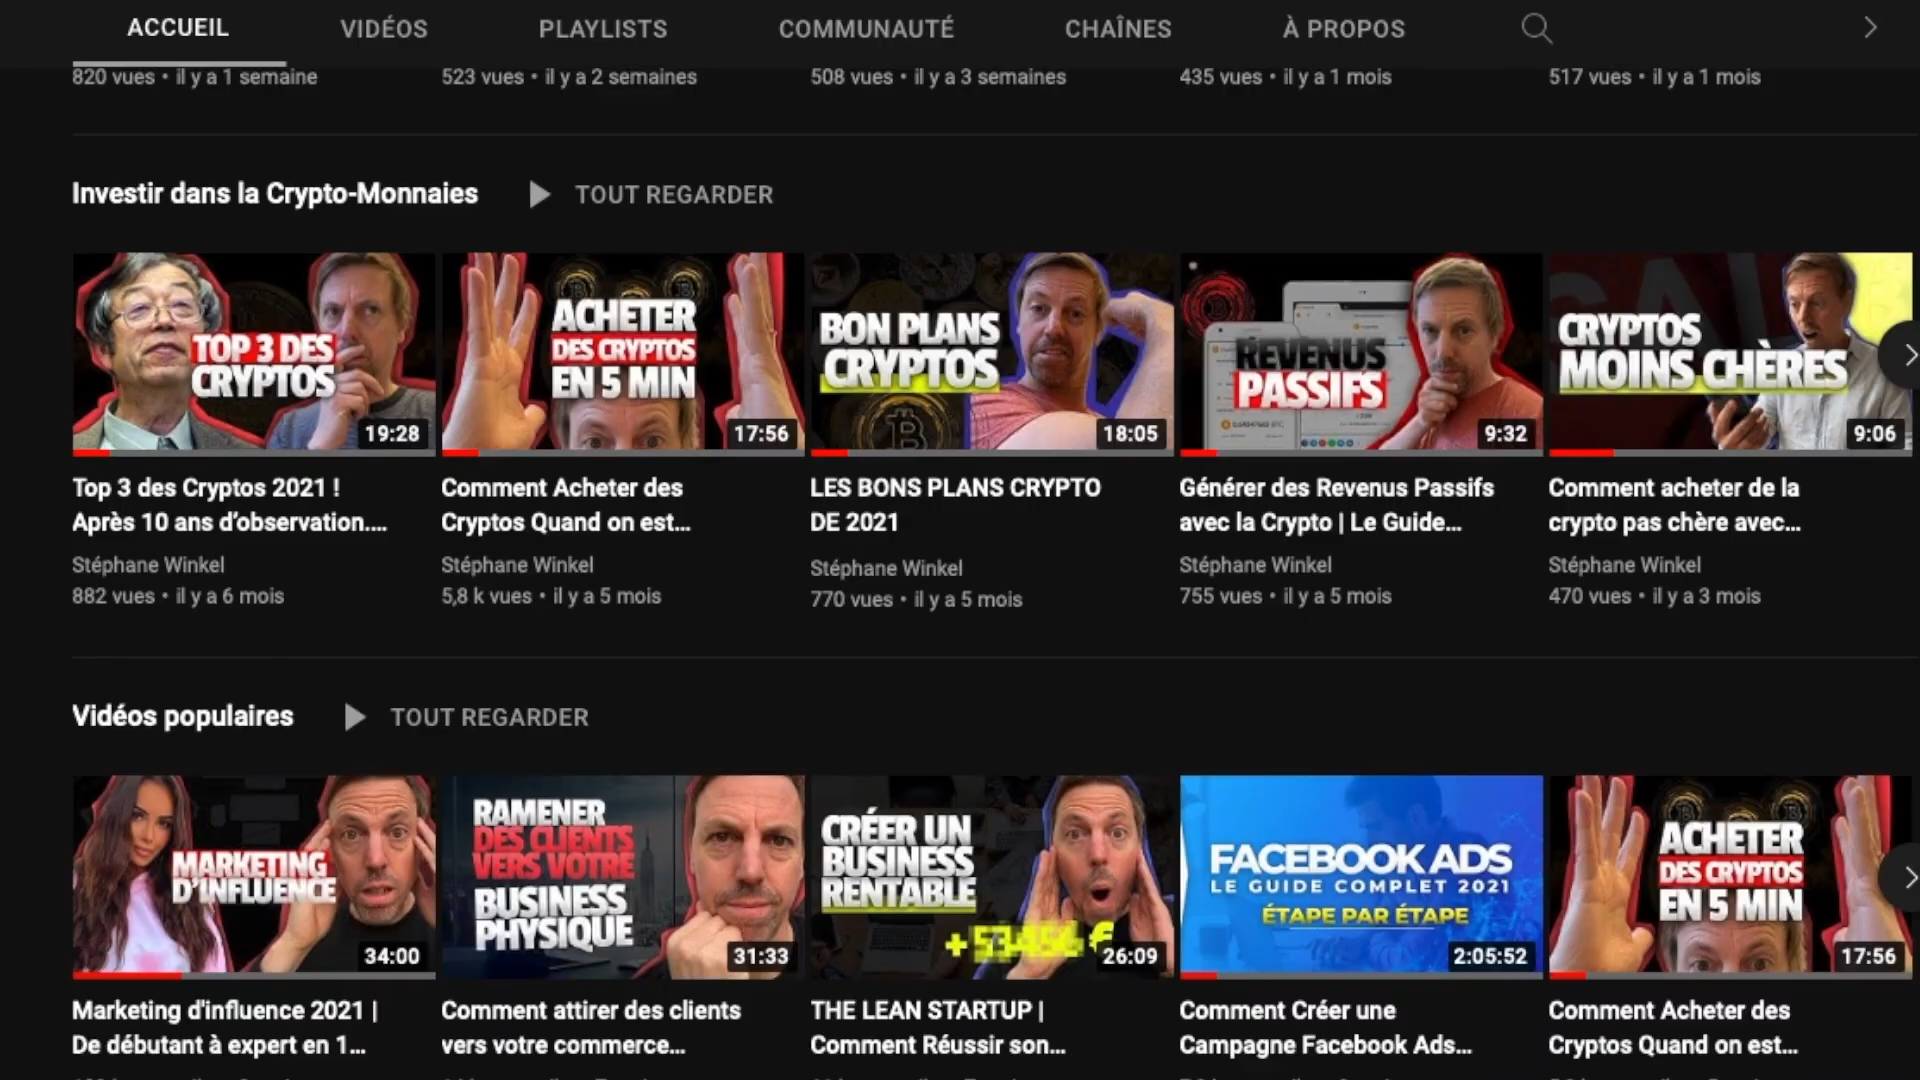 ACCUEIL VIDÉOS PLAYLISTS COMMUNAUTÉ CHAÎNES À PROPOS
820 vues • il y a 1 semaine 523 vues • il y a 2 semaines 508 vues • il y a 3 semaines 435 vues • il y a 1 mois 517 vues • il y a 1 mois
Investir dans la Crypto-Monnaies TOUT REGARDER
TOP 3 DES
CRYPTOS
19:28
ACHETER
DES CRYPTOS
EN 5 MIN
17:56
BON PLANS
CRYPTOS
18:05
REVENUS
PASSIFS
9:32
CRYPTOS
MOINS CHÈRES
9:06
Top 3 des Cryptos 2021 !
Après 10 ans d’observation....
Stéphane Winkel
882 vues • il y a 6 mois
Comment Acheter des
Cryptos Quand on est...
Stéphane Winkel
5,8 k vues • il y a 5 mois
LES BONS PLANS CRYPTO
DE 2021
Stéphane Winkel
770 vues • il y a 5 mois
Générer des Revenus Passifs
avec la Crypto | Le Guide...
Stéphane Winkel
755 vues • il y a 5 mois
Comment acheter de la
crypto pas chère avec...
Stéphane Winkel
470 vues • il y a 3 mois
Vidéos populaires TOUT REGARDER
MARKETING
D'INFLUENCE
34:00
RAMENER
DES CLIENTS
VERS VOTRE
BUSINESS
PHYSIQUE
31:33
CRÉER UN
BUSINESS
RENTABLE
26:09
FACEBOOK ADS
LE GUIDE COMPLET 2021
ÉTAPE PAR ÉTAPE
2:05:52
ACHETER
DES CRYPTOS
EN 5 MIN
17:56
Marketing d'influence 2021 |
De débutant à expert en 1...
Comment attirer des clients
vers votre commerce...
THE LEAN STARTUP |
Comment Réussir son...
Comment Créer une
Campagne Facebook Ads...
Comment Acheter des
Cryptos Quand on est...